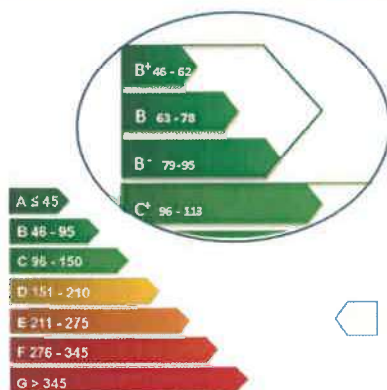 B+ 46 - 62
B 63 - 78
B- 79-95
C+ 96 - 113
A ≤ 45
B 46 - 95
C 96 - 150
D 151 - 210
E 211 - 275
F 276 - 345
G > 345